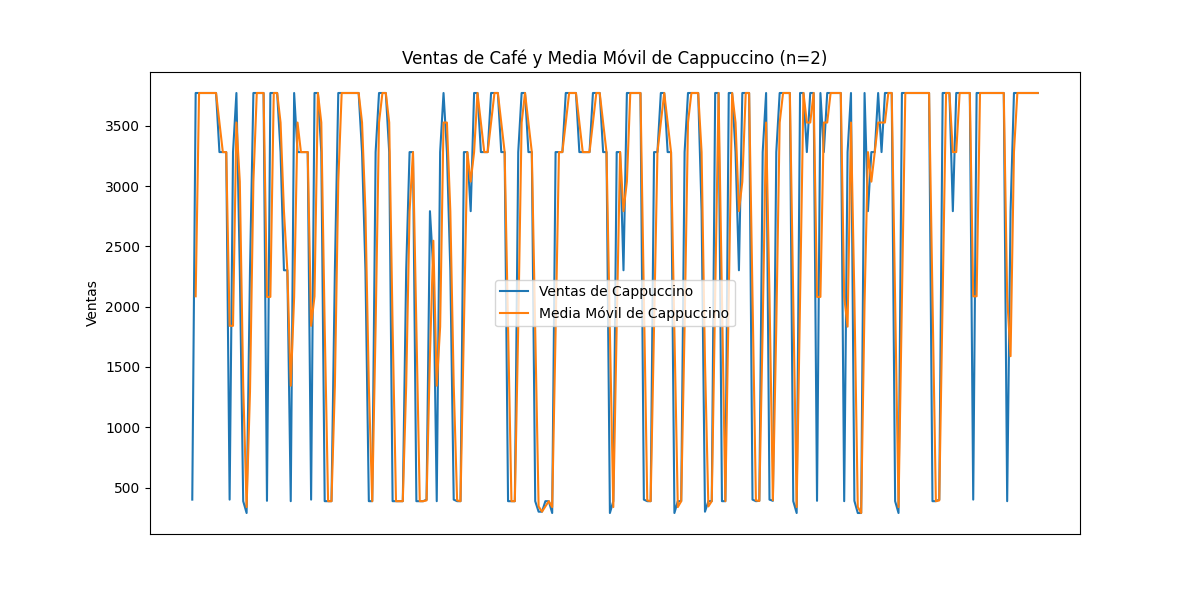 Ventas de Café y Media Móvil de Cappuccino (n=2)
3500
3000
2500
2000
1500
1000
500
Ventas
Ventas de Cappuccino
Media Móvil de Cappuccino